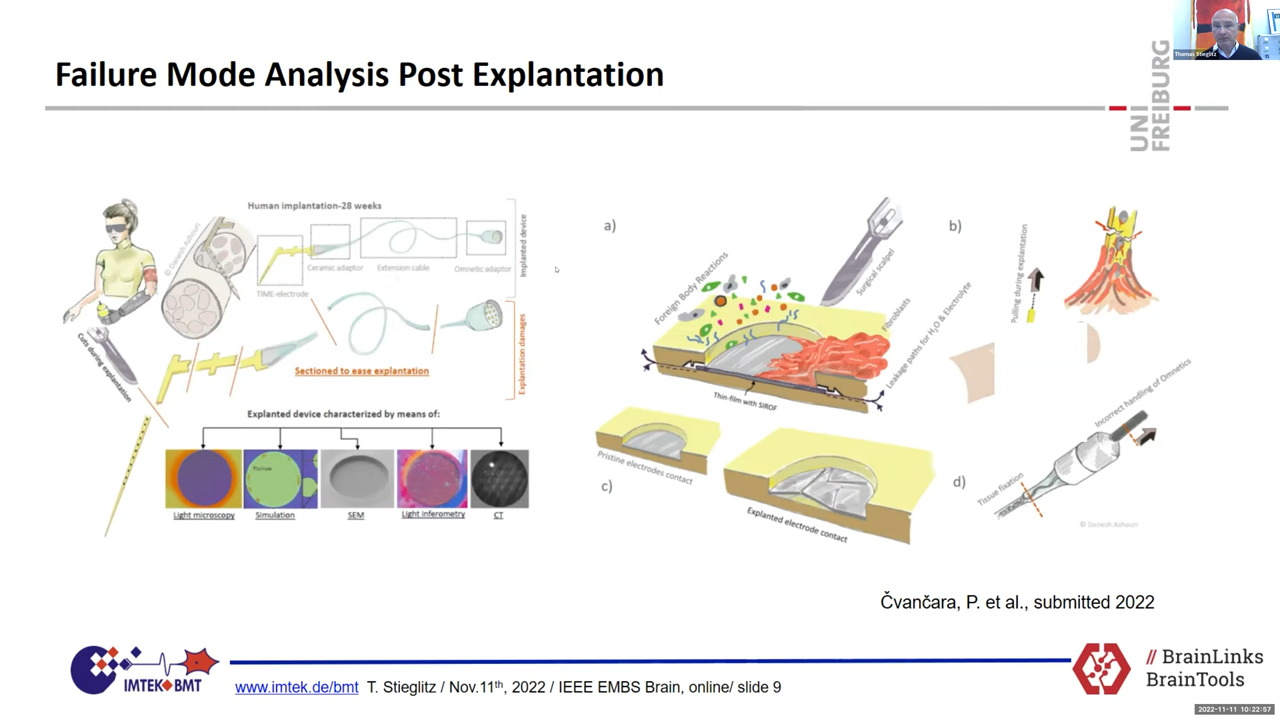 Thomas Stieglitz
Failure Mode Analysis Post Explantation
UNI
FREIBURG
Human implantation-28 weeks
© Danesh Ashouri
Ceramic adaptor
Extension cable
Omnetic adaptor
TIME-electrode
Implanted device
Cuts during explantation
Sectioned to ease explantation
Explantation damages
Explanted device characterized by means of:
Light microscopy
Simulation
SEM
Light inferometry
CT
a)
Foreign Body Reactions
Surgical scalpel
Fibroblasts
Leakage paths for H₂O & Electrolyte
Thin-film with SIROF
b)
Pulling during explantation
c)
Pristine electrodes contact
Explanted electrode contact
d)
Incorrect handling of Omnetics
Tissue fixation
© Danesh Ashouri
Čvančara, P. et al., submitted 2022
IMTEK BMT
www.imtek.de/bmt T. Stieglitz / Nov.11th, 2022 / IEEE EMBS Brain, online/ slide 9
// BrainLinks
BrainTools
2022-11-11 10:22:57